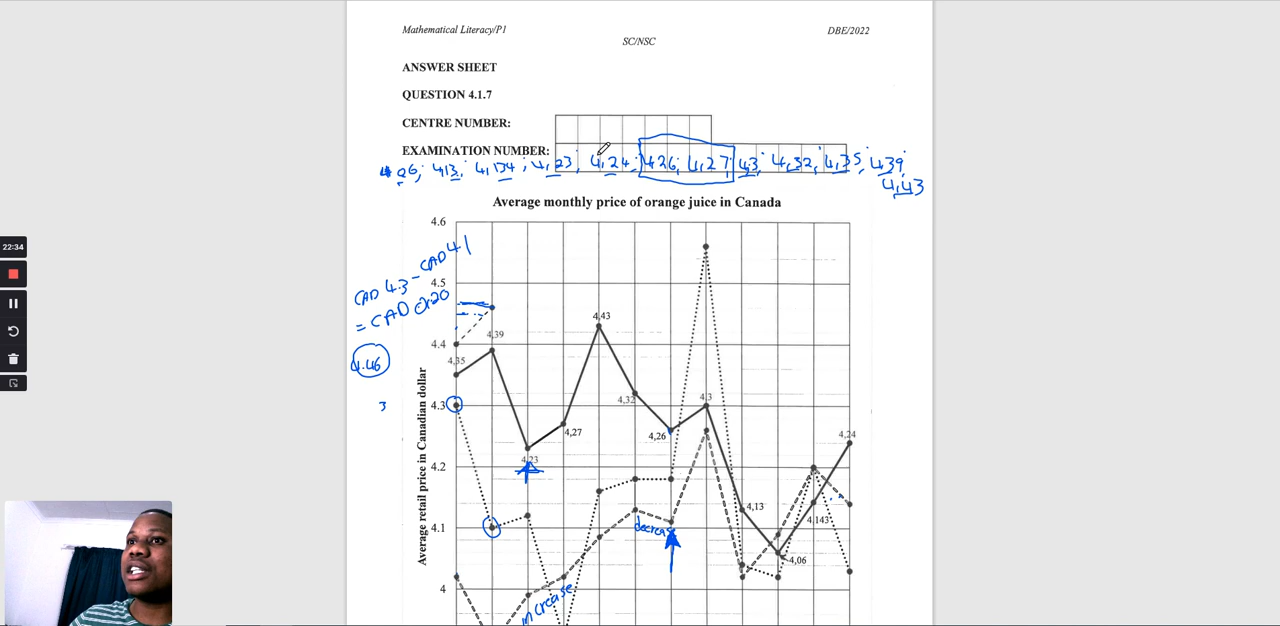 Mathematical Literacy/P1
DBE/2022
SC/NSC
ANSWER SHEET
QUESTION 4.1.7
CENTRE NUMBER:
EXAMINATION NUMBER:
4,06; 4,13; 4,134; 4,23; 4,24; 4,26; 4,27; 4,3; 4,32; 4,35; 4,39;
4,43
Average monthly price of orange juice in Canada
CAD 4.3 - CAD 4.1
= CAD 0.20
4.46
3
22:34
Average retail price in Canadian dollar
4.6
4.5
4.4
4.3
4.2
4.1
4
4,35
4,39
4,23
4,27
4,43
4,32
4,26
4,3
4,13
4,06
4,143
4,24
decrease
increase